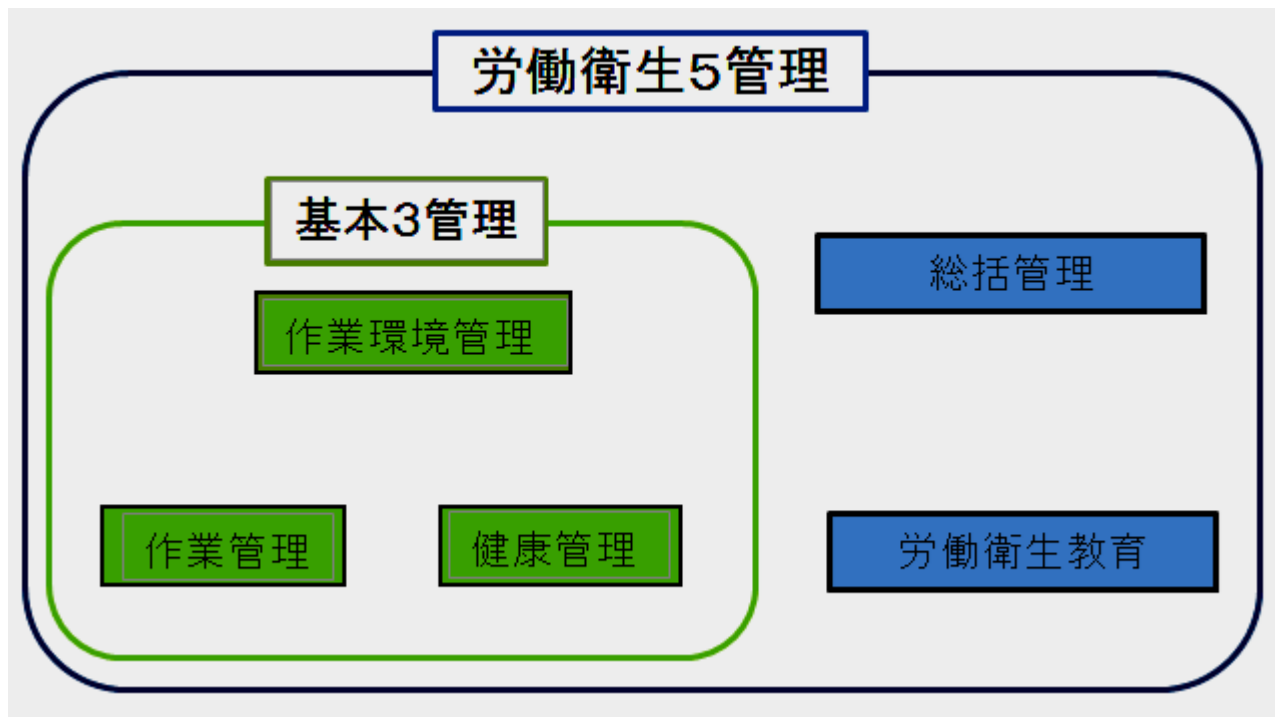 労働衛生5管理
基本3管理
作業環境管理
総括管理
作業管理
健康管理
労働衛生教育